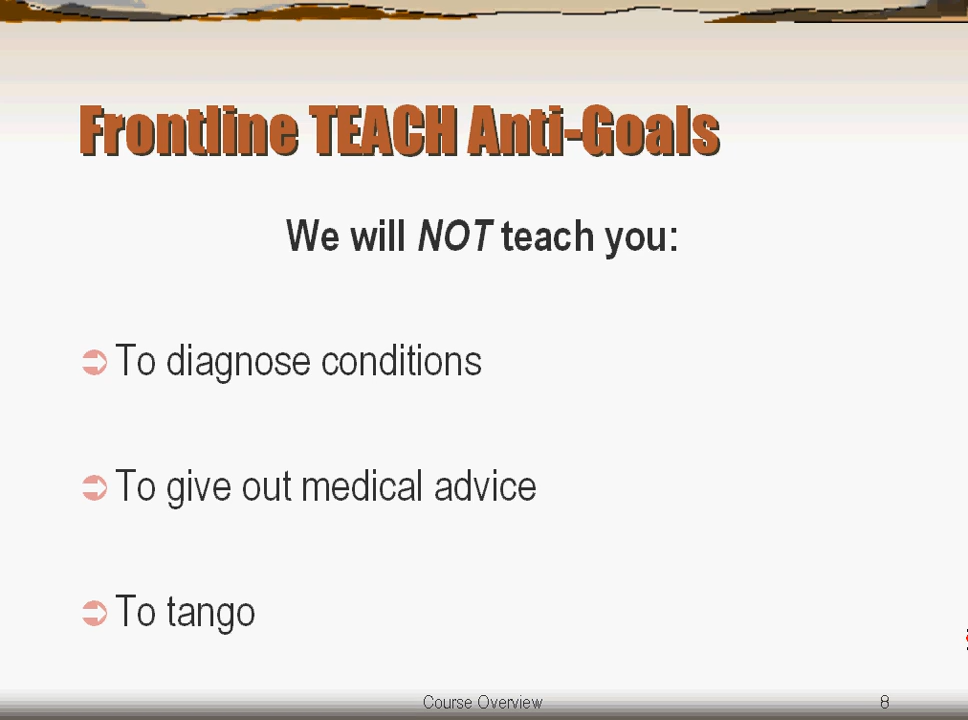 Frontline TEACH Anti-Goals
We will NOT teach you:
To diagnose conditions
To give out medical advice
To tango
Course Overview
8